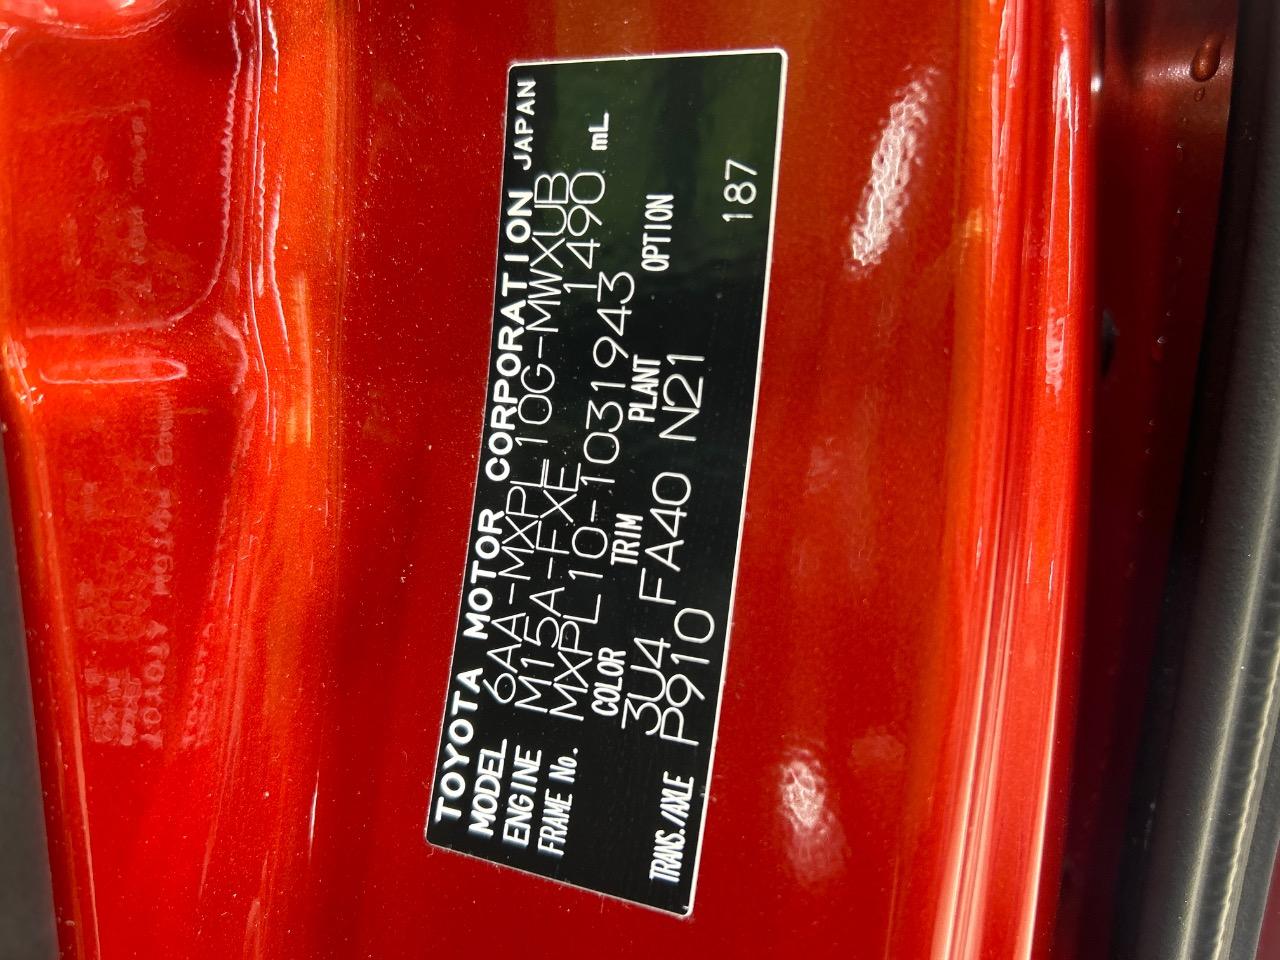 TOYOTA MOTOR CORPORATION JAPAN
MODEL 6AA-MXPL10G-MWXUB
ENGINE M15A-FXE 1490 mL
FRAME No. MXPL10-1031943
COLOR TRIM PLANT OPTION
3U4 FA40 N21
TRANS./AXLE P910 187